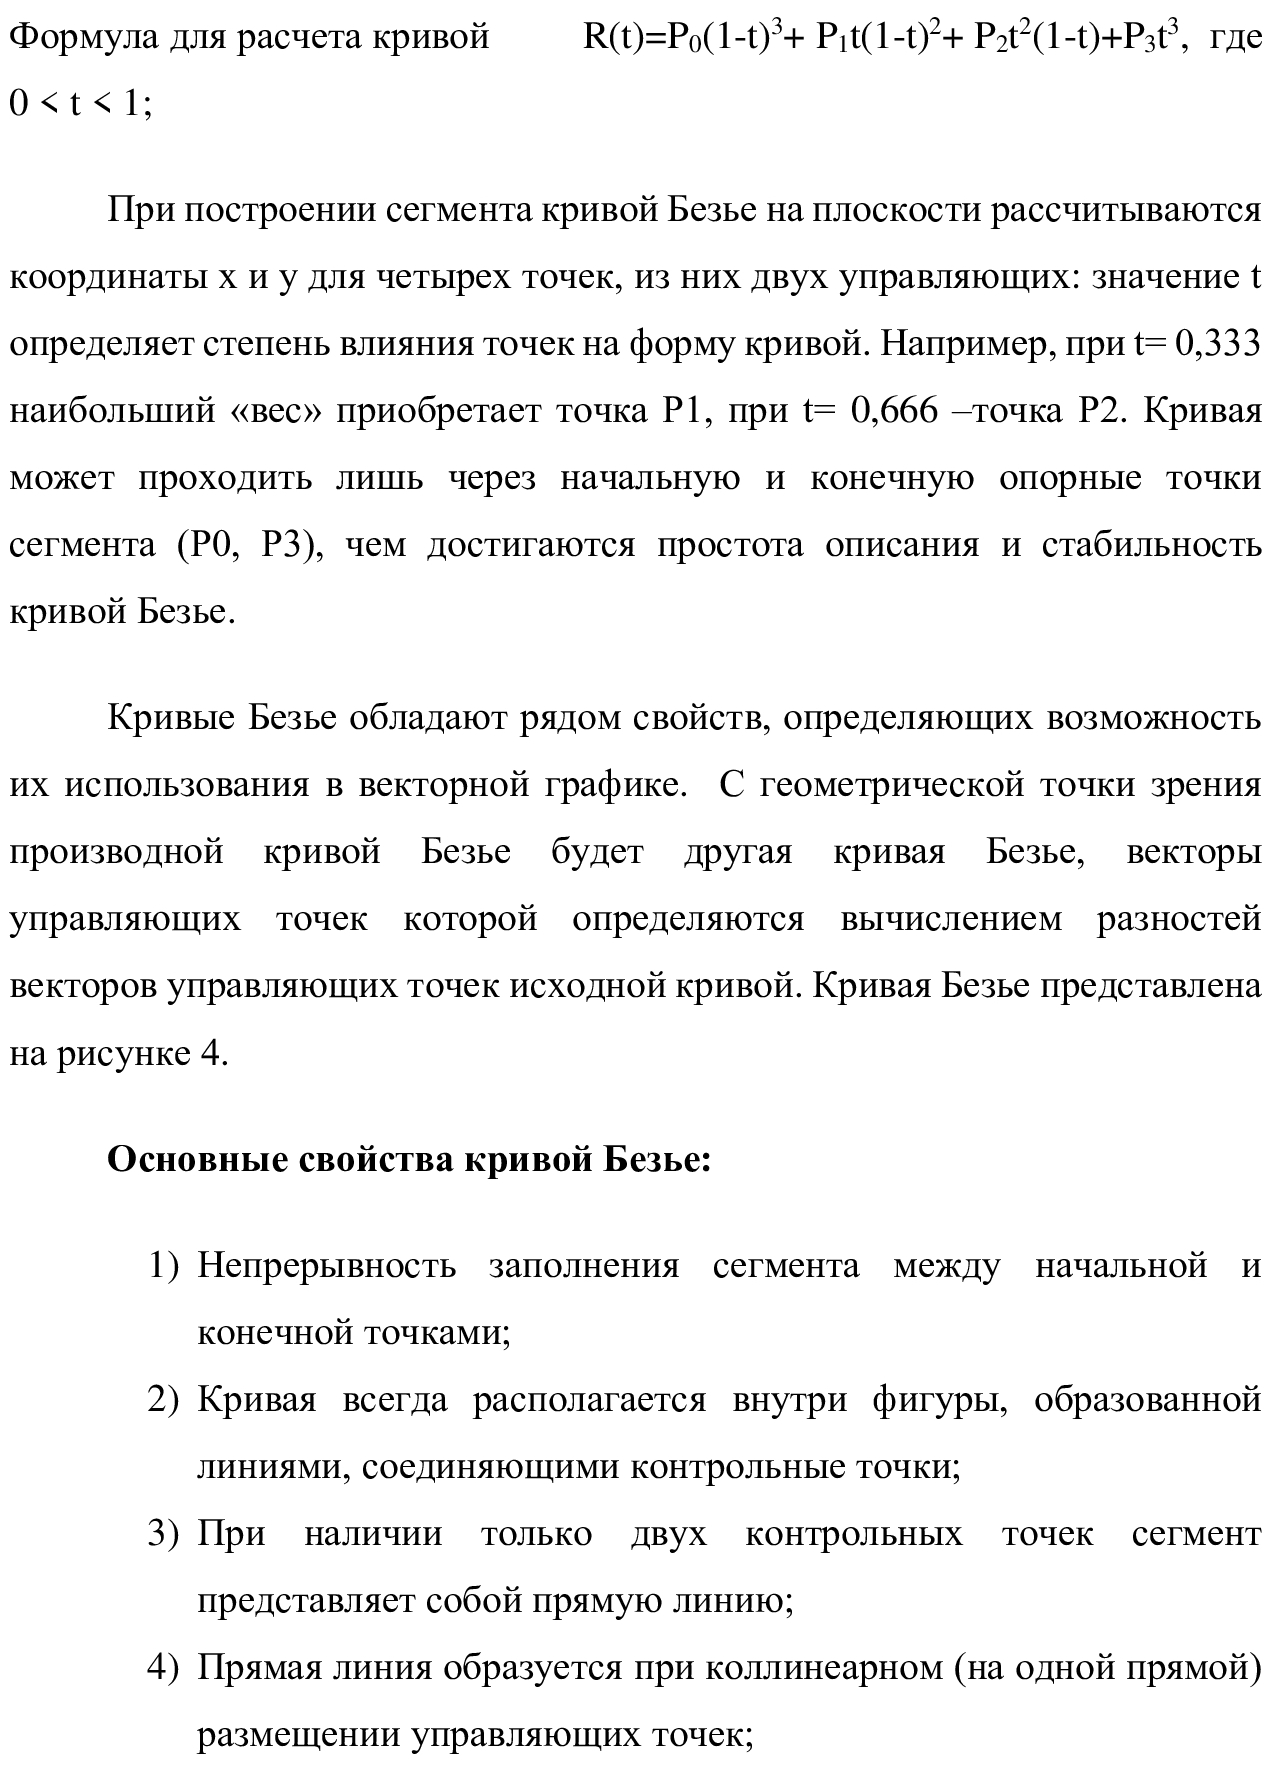 Формула для расчета кривой R(t)=P₀(1-t)³+ P₁t(1-t)²+ P₂t²(1-t)+P₃t³, где
0 < t < 1;
При построении сегмента кривой Безье на плоскости рассчитываются
координаты x и y для четырех точек, из них двух управляющих: значение t
определяет степень влияния точек на форму кривой. Например, при t= 0,333
наибольший «вес» приобретает точка P1, при t= 0,666 –точка P2. Кривая
может проходить лишь через начальную и конечную опорные точки
сегмента (P0, P3), чем достигаются простота описания и стабильность
кривой Безье.
Кривые Безье обладают рядом свойств, определяющих возможность
их использования в векторной графике. С геометрической точки зрения
производной кривой Безье будет другая кривая Безье, векторы
управляющих точек которой определяются вычислением разностей
векторов управляющих точек исходной кривой. Кривая Безье представлена
на рисунке 4.
Основные свойства кривой Безье:
1) Непрерывность заполнения сегмента между начальной и
конечной точками;
2) Кривая всегда располагается внутри фигуры, образованной
линиями, соединяющими контрольные точки;
3) При наличии только двух контрольных точек сегмент
представляет собой прямую линию;
4) Прямая линия образуется при коллинеарном (на одной прямой)
размещении управляющих точек;